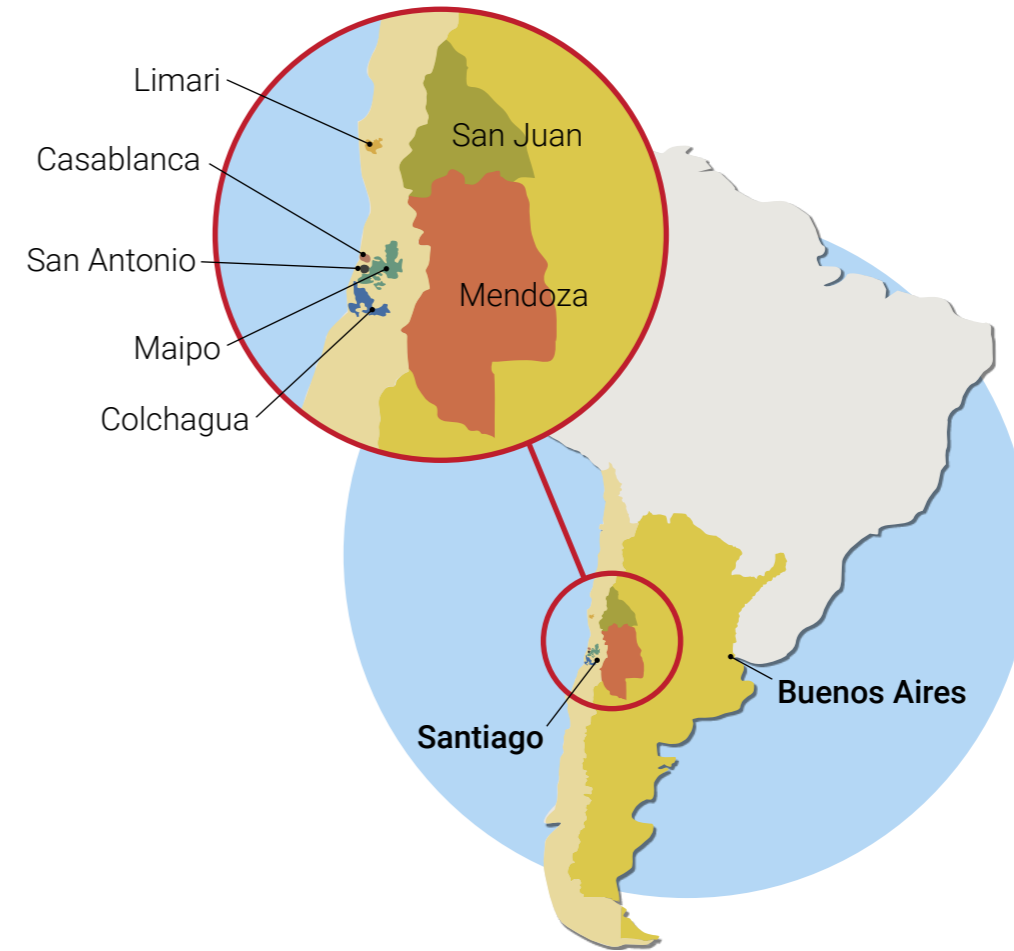 Limari
San Juan
Casablanca
San Antonio
Mendoza
Maipo
Colchagua
Buenos Aires
Santiago